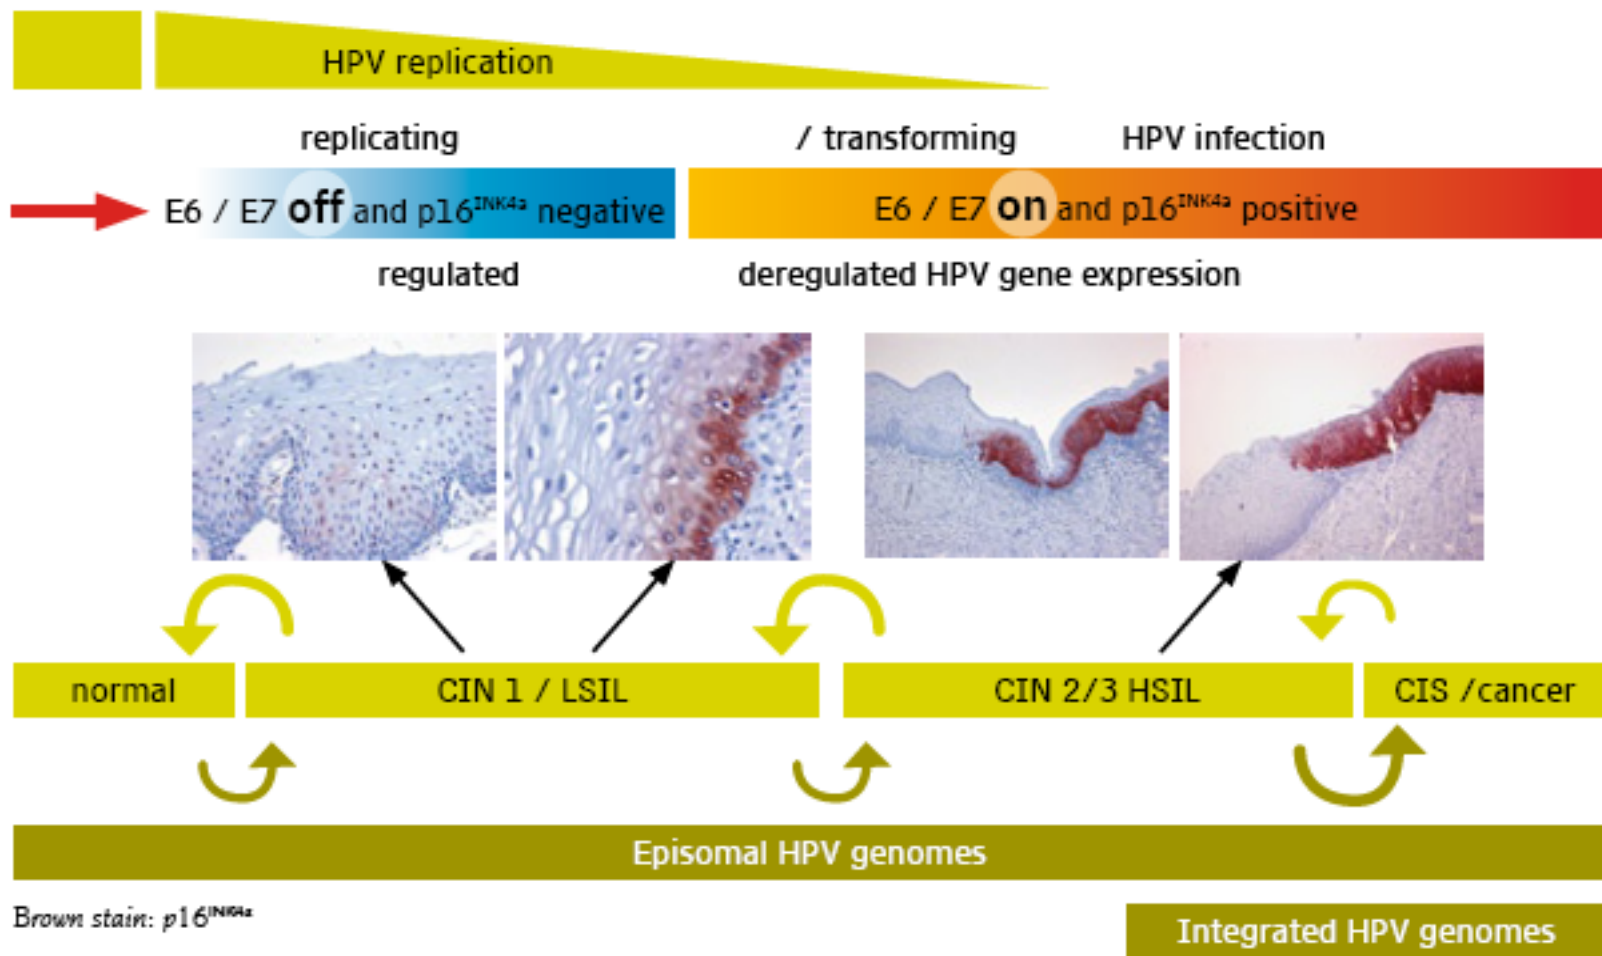 HPV replication
replicating / transforming HPV infection
E6 / E7 off and p16INK4a negative
E6 / E7 on and p16INK4a positive
regulated deregulated HPV gene expression
normal
CIN 1 / LSIL
CIN 2/3 HSIL
CIS /cancer
Episomal HPV genomes
Brown stain: p16INK4a
Integrated HPV genomes